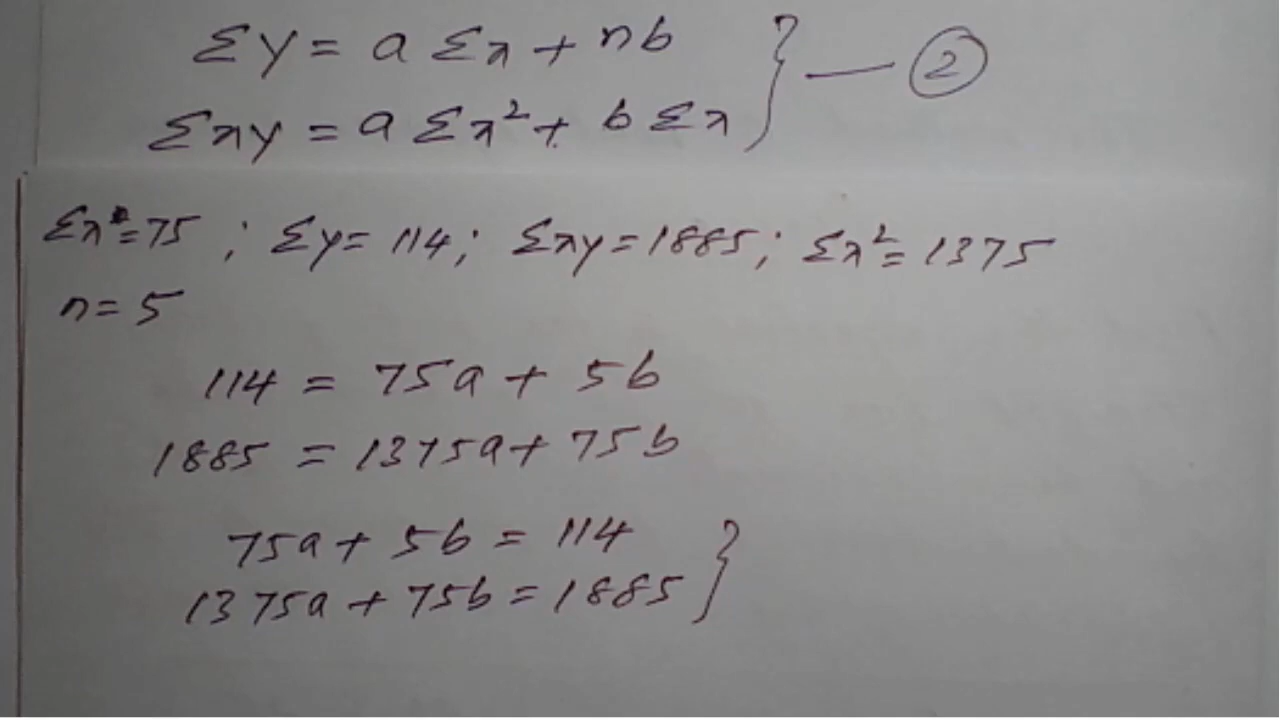 Σy = a Σx + nb
Σxy = a Σx² + b Σx } — ②
Σx = 75 ; Σy = 114 ; Σxy = 1885 ; Σx² = 1375
n = 5
114 = 75a + 5b
1885 = 1375a + 75b
75a + 5b = 114
1375a + 75b = 1885 }